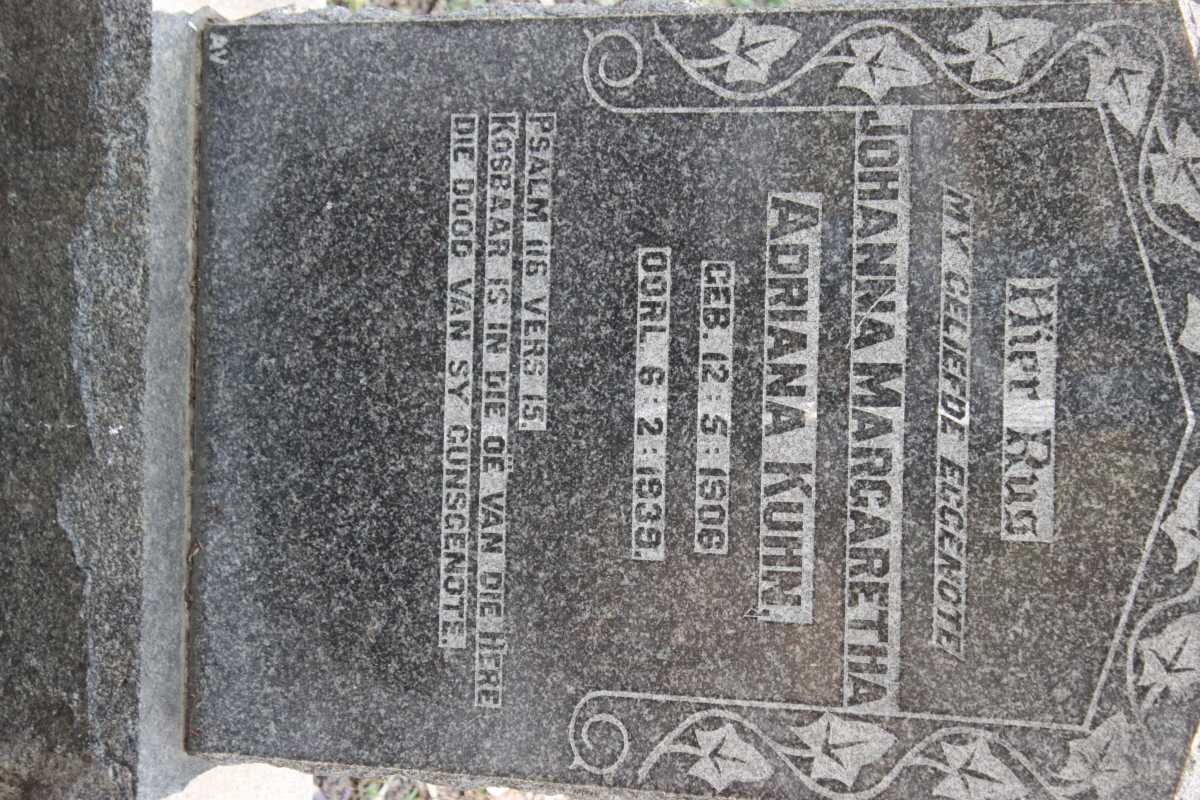 Hier Rus
MY GELIEFDE EGGENOTE
JOHANNA MARGARETHA
ADRIANA KUHN,
GEB. 12:5:1906
OORL 6:2:1939.
PSALM 116 VERS 15.
KOSBAAR IS IN DIE OË VAN DIE HERE
DIE DOOD VAN SY GUNSGENOTE.
AV